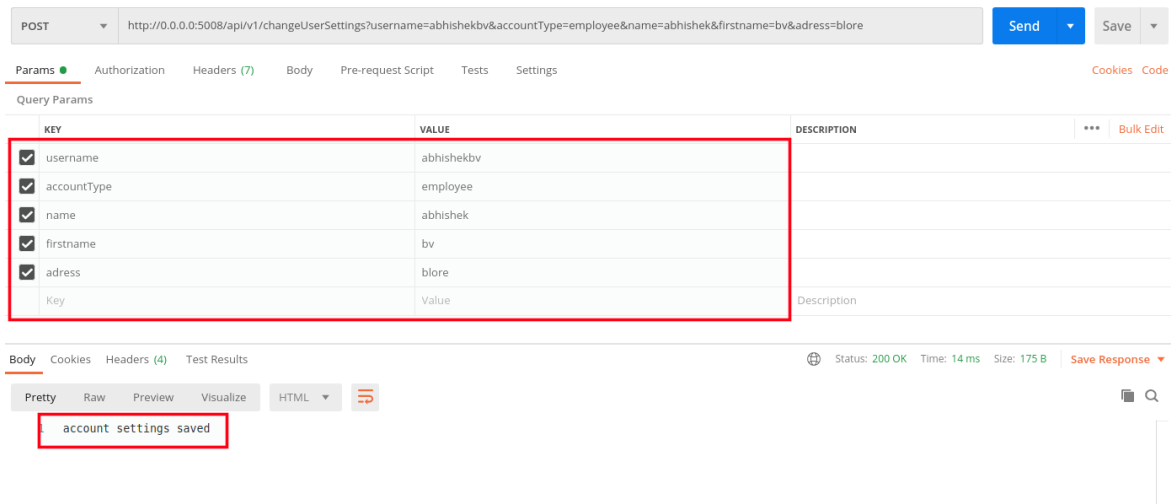 POST http://0.0.0.0:5008/api/v1/changeUserSettings?username=abhishekbv&accountType=employee&name=abhishek&firstname=bv&adress=blore Send Save
Params Authorization Headers (7) Body Pre-request Script Tests Settings Cookies Code
Query Params
KEY VALUE DESCRIPTION ••• Bulk Edit
username abhishekbv
accountType employee
name abhishek
firstname bv
adress blore
Key Value Description
Body Cookies Headers (4) Test Results Status: 200 OK Time: 14 ms Size: 175 B Save Response
Pretty Raw Preview Visualize HTML
1 account settings saved